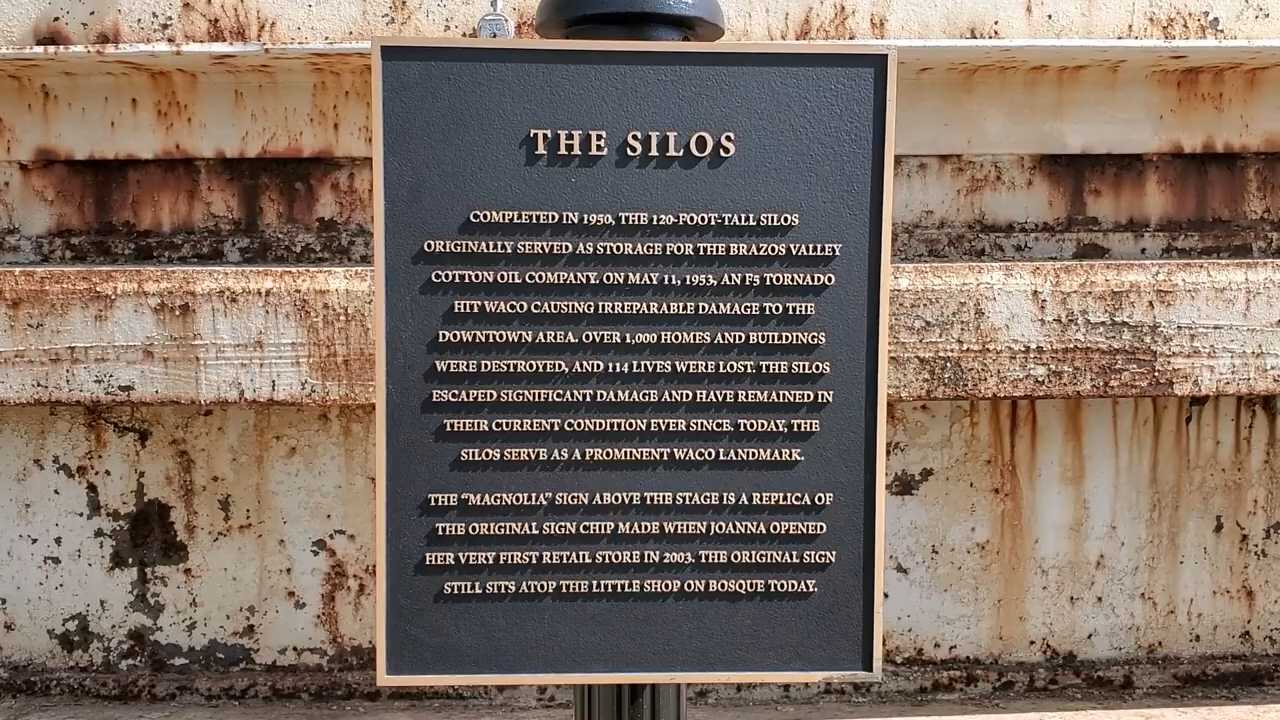 THE SILOS
COMPLETED IN 1950, THE 120-FOOT-TALL SILOS
ORIGINALLY SERVED AS STORAGE FOR THE BRAZOS VALLEY
COTTON OIL COMPANY. ON MAY 11, 1953, AN F5 TORNADO
HIT WACO CAUSING IRREPARABLE DAMAGE TO THE
DOWNTOWN AREA. OVER 1,000 HOMES AND BUILDINGS
WERE DESTROYED, AND 114 LIVES WERE LOST. THE SILOS
ESCAPED SIGNIFICANT DAMAGE AND HAVE REMAINED IN
THEIR CURRENT CONDITION EVER SINCE. TODAY, THE
SILOS SERVE AS A PROMINENT WACO LANDMARK.
THE “MAGNOLIA” SIGN ABOVE THE STAGE IS A REPLICA OF
THE ORIGINAL SIGN CHIP MADE WHEN JOANNA OPENED
HER VERY FIRST RETAIL STORE IN 2003. THE ORIGINAL SIGN
STILL SITS ATOP THE LITTLE SHOP ON BOSQUE TODAY.